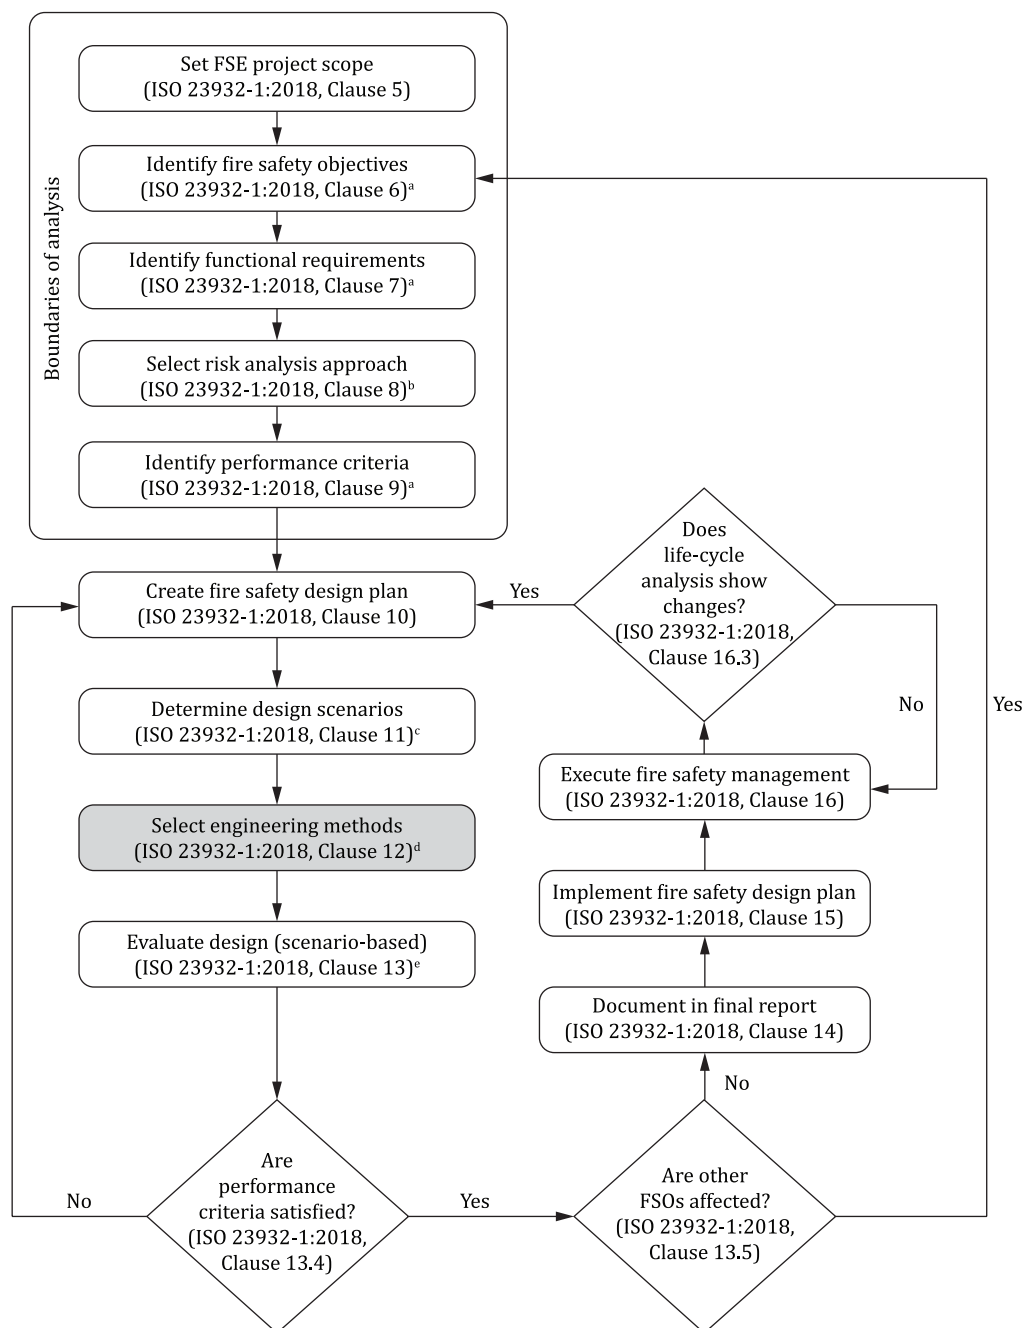 Boundaries of analysis
Set FSE project scope
(ISO 23932-1:2018, Clause 5)
Identify fire safety objectives
(ISO 23932-1:2018, Clause 6)ᵃ
Identify functional requirements
(ISO 23932-1:2018, Clause 7)ᵃ
Select risk analysis approach
(ISO 23932-1:2018, Clause 8)ᵇ
Identify performance criteria
(ISO 23932-1:2018, Clause 9)ᵃ
Create fire safety design plan
(ISO 23932-1:2018, Clause 10)
Determine design scenarios
(ISO 23932-1:2018, Clause 11)ᶜ
Select engineering methods
(ISO 23932-1:2018, Clause 12)ᵈ
Evaluate design (scenario-based)
(ISO 23932-1:2018, Clause 13)ᵉ
Are
performance
criteria satisfied?
(ISO 23932-1:2018,
Clause 13.4)
No
Yes
Are other
FSOs affected?
(ISO 23932-1:2018,
Clause 13.5)
No
Yes
Document in final report
(ISO 23932-1:2018, Clause 14)
Implement fire safety design plan
(ISO 23932-1:2018, Clause 15)
Execute fire safety management
(ISO 23932-1:2018, Clause 16)
Does
life-cycle
analysis show
changes?
(ISO 23932-1:2018,
Clause 16.3)
Yes
No